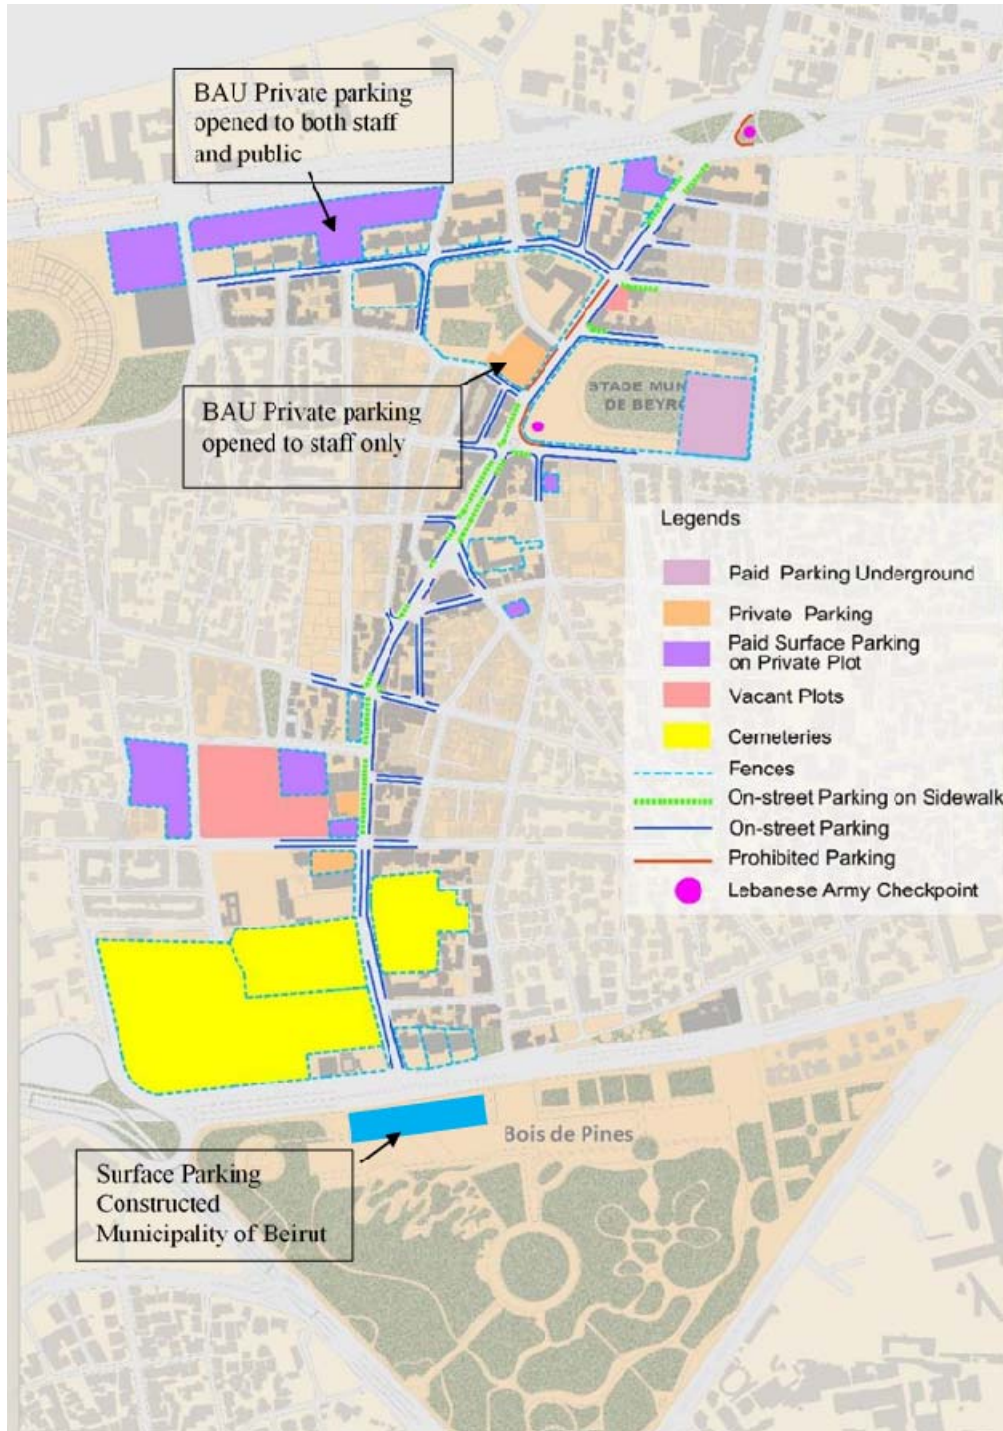 BAU Private parking
opened to both staff
and public
BAU Private parking
opened to staff only
STADE MUN
DE BEYR
Legends
Paid Parking Underground
Private Parking
Paid Surface Parking
on Private Plot
Vacant Plots
Cemeteries
Fences
On-street Parking on Sidewalk
On-street Parking
Prohibited Parking
Lebanese Army Checkpoint
Bois de Pines
Surface Parking
Constructed
Municipality of Beirut